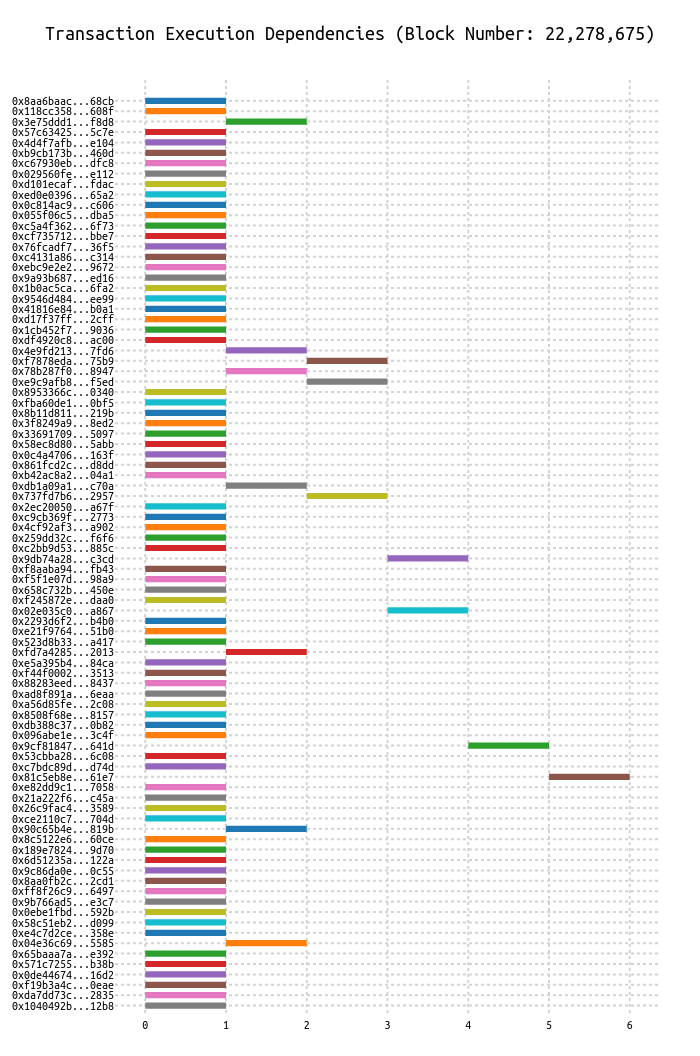 Transaction Execution Dependencies (Block Number: 22,278,675)
0x8aa6baac...68cb
0x118cc358...608f
0x3e75ddd1...f8d8
0x57c63425...5c7e
0x4d4f7afb...e104
0xb9cb173b...460d
0xc67930eb...dfc8
0x029560fe...e112
0xd101ecaf...fdac
0xed0e0396...65a2
0x0c814ac9...c606
0x055f06c5...dba5
0xc5a4f362...6f73
0xcf735712...bbe7
0x76fcadf7...36f5
0xc4131a86...c314
0xebc9e2e2...9672
0x9a93b687...ed16
0x1b0ac5ca...6fa2
0x9546d484...ee99
0x41816e84...b0a1
0xd17f37ff...2cff
0x1cb452f7...9036
0xdf4920c8...ac00
0x4e9fd213...7fd6
0xf7878eda...75b9
0x78b287f0...8947
0xe9c9afb8...f5ed
0x8953366c...0340
0xfba60de1...0bf5
0x8b11d811...219b
0x3f8249a9...8ed2
0x33691709...5097
0x58ec8d80...5abb
0x0c4a4706...163f
0x861fcd2c...d8dd
0xb42ac8a2...04a1
0xdb1a09a1...c70a
0x737fd7b6...2957
0x2ec20050...a67f
0xc9cb369f...2773
0x4cf92af3...a902
0x259dd32c...f6f6
0xc2bb9d53...885c
0x9db74a28...c3cd
0xf8aaba94...fb43
0xf5f1e07d...98a9
0x658c732b...450e
0xf245872e...daa0
0x02e035c0...a867
0x2293d6f2...b4b0
0xe21f9764...51b0
0x523d8b33...a417
0xfd7a4285...2013
0xe5a395b4...84ca
0xf44f0002...3513
0x88283eed...8437
0xad8f891a...6eaa
0xa56d85fe...2c08
0x8508f68e...8157
0xdb388c37...0b82
0x096abe1e...3c4f
0x9cf81847...641d
0x53cbba28...6c08
0xc7bdc89d...d74d
0x81c5eb8e...61e7
0xe82dd9c1...7058
0x21a222f6...c45a
0x26c9fac4...3589
0xce2110c7...704d
0x90c65b4e...819b
0x8c5122e6...60ce
0x189e7824...9d70
0x6d51235a...122a
0x9c86da0e...0c55
0x8aa0fb2c...2cd1
0xff8f26c9...6497
0x9b766ad5...e3c7
0x0ebe1fbd...592b
0x58c51eb2...d099
0xe4c7d2ce...358e
0x04e36c69...5585
0x65baaa7a...e392
0x571c7255...b38b
0x0de44674...16d2
0xf19b3a4c...0eae
0xda7dd73c...2835
0x1040492b...12b8
0 1 2 3 4 5 6